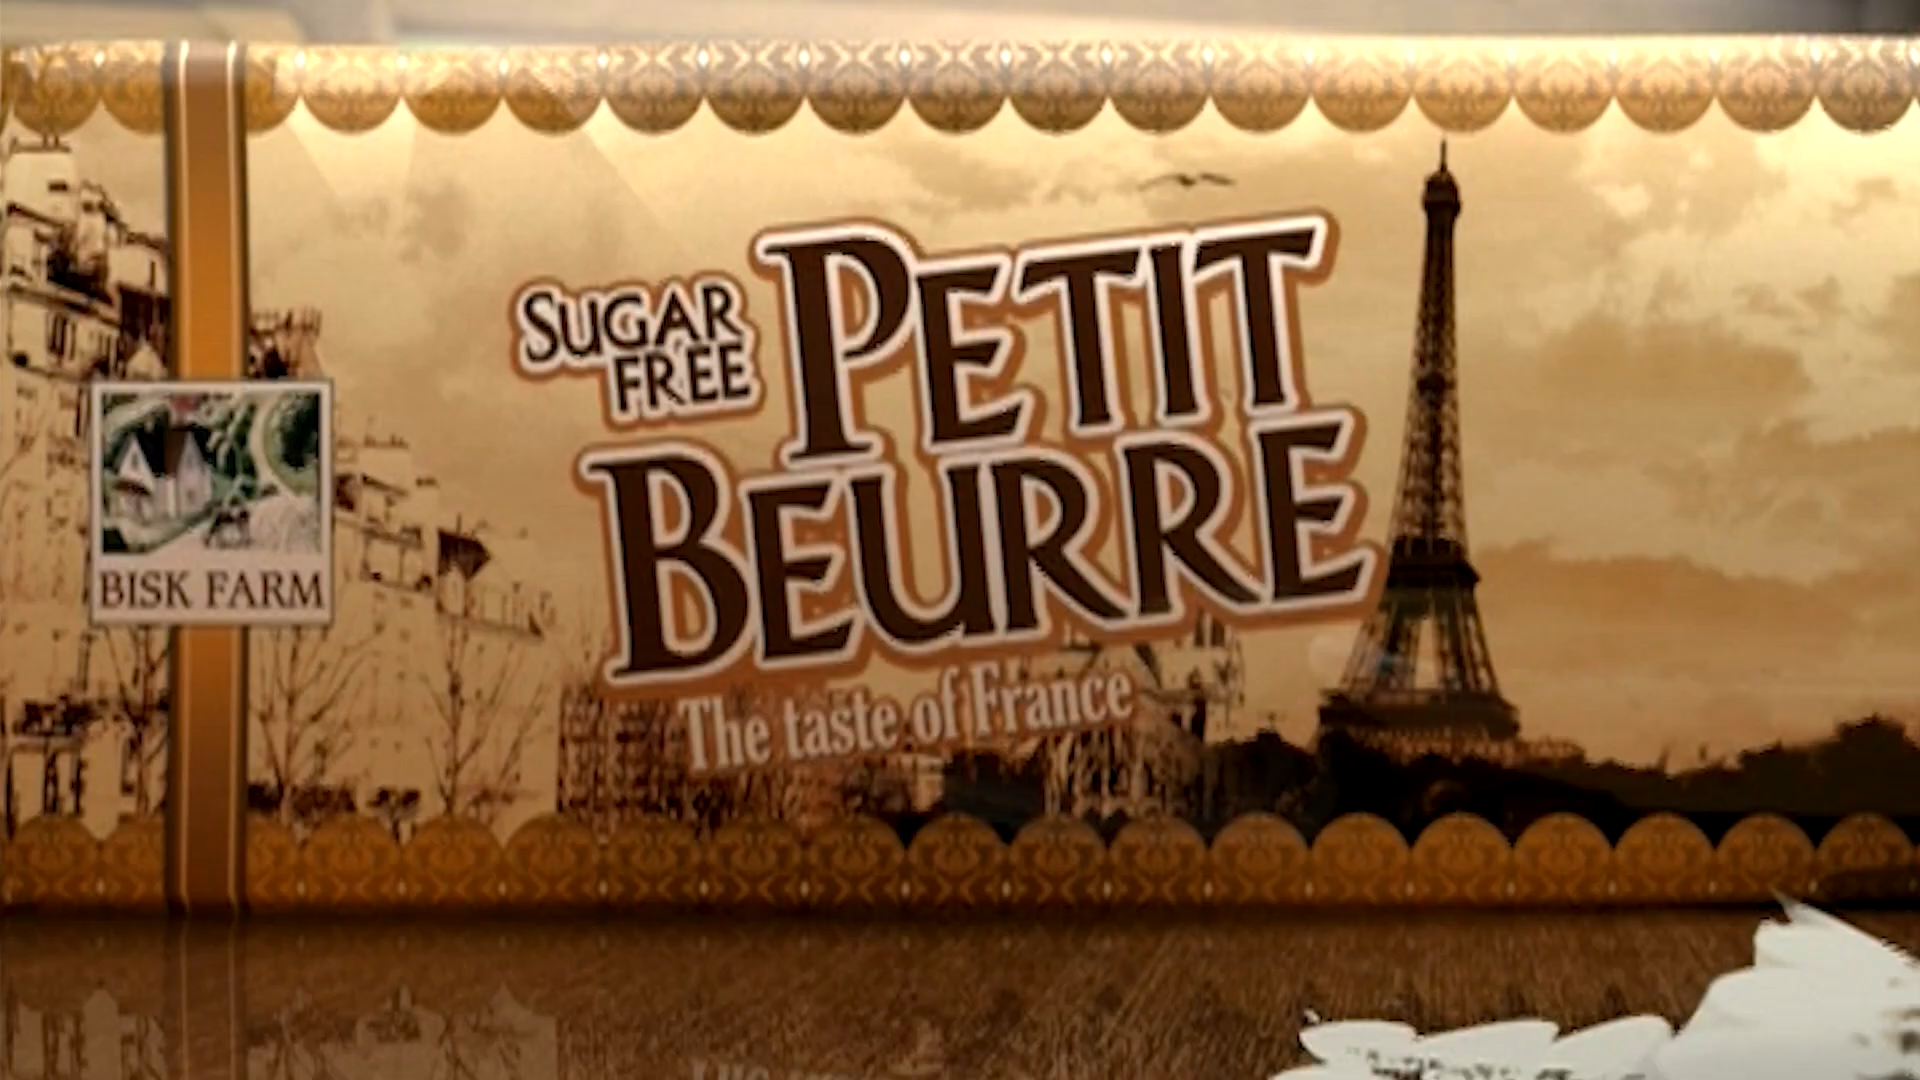 SUGAR
FREE
PETIT
BEURRE
The taste of France
BISK FARM